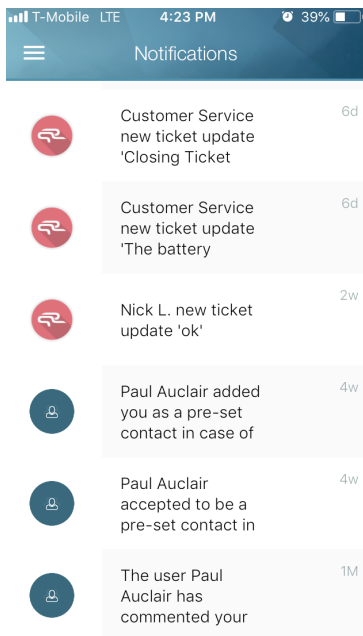 T-Mobile LTE 4:23 PM 39%
Notifications
Customer Service 6d
new ticket update
'Closing Ticket
Customer Service 6d
new ticket update
'The battery
Nick L. new ticket 2w
update 'ok'
Paul Auclair added 4w
you as a pre-set
contact in case of
Paul Auclair 4w
accepted to be a
pre-set contact in
The user Paul 1M
Auclair has
commented your